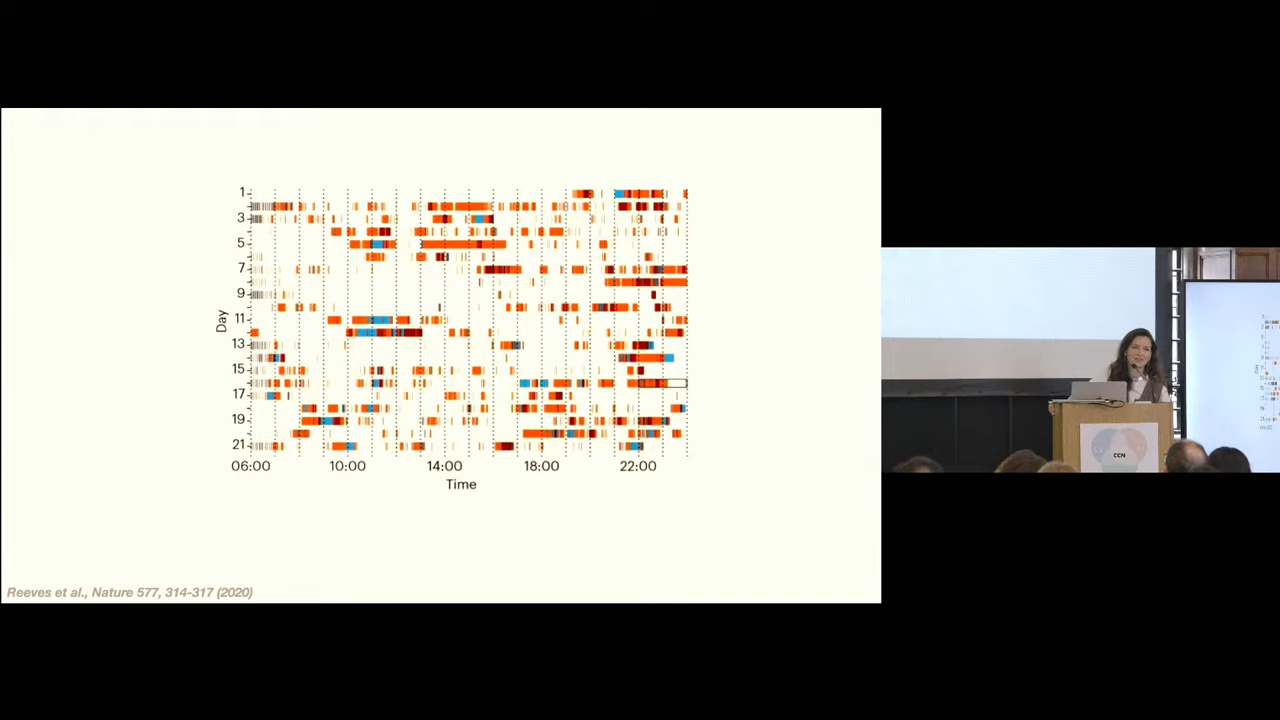 1
3
5
7
9
11
13
15
17
19
21
Day
06:00 10:00 14:00 18:00 22:00
Time
Reeves et al., Nature 577, 314-317 (2020)
CCN